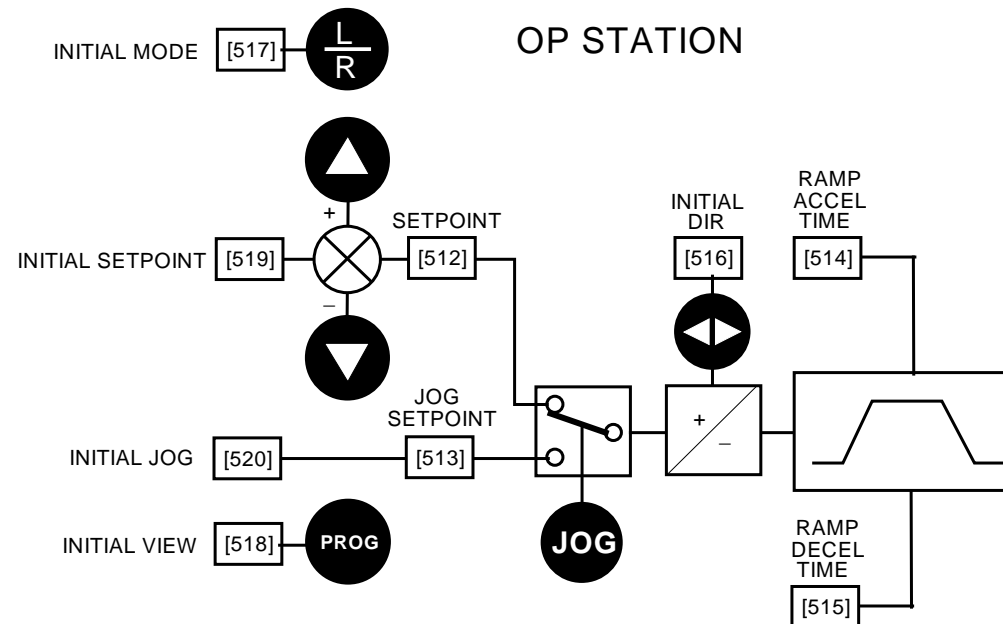 OP STATION
INITIAL MODE [517] L
R
+
INITIAL SETPOINT [519]
SETPOINT
[512]
–
INITIAL
DIR
[516]
RAMP
ACCEL
TIME
[514]
JOG
SETPOINT
INITIAL JOG [520] [513]
+
–
INITIAL VIEW [518] PROG
JOG
RAMP
DECEL
TIME
[515]